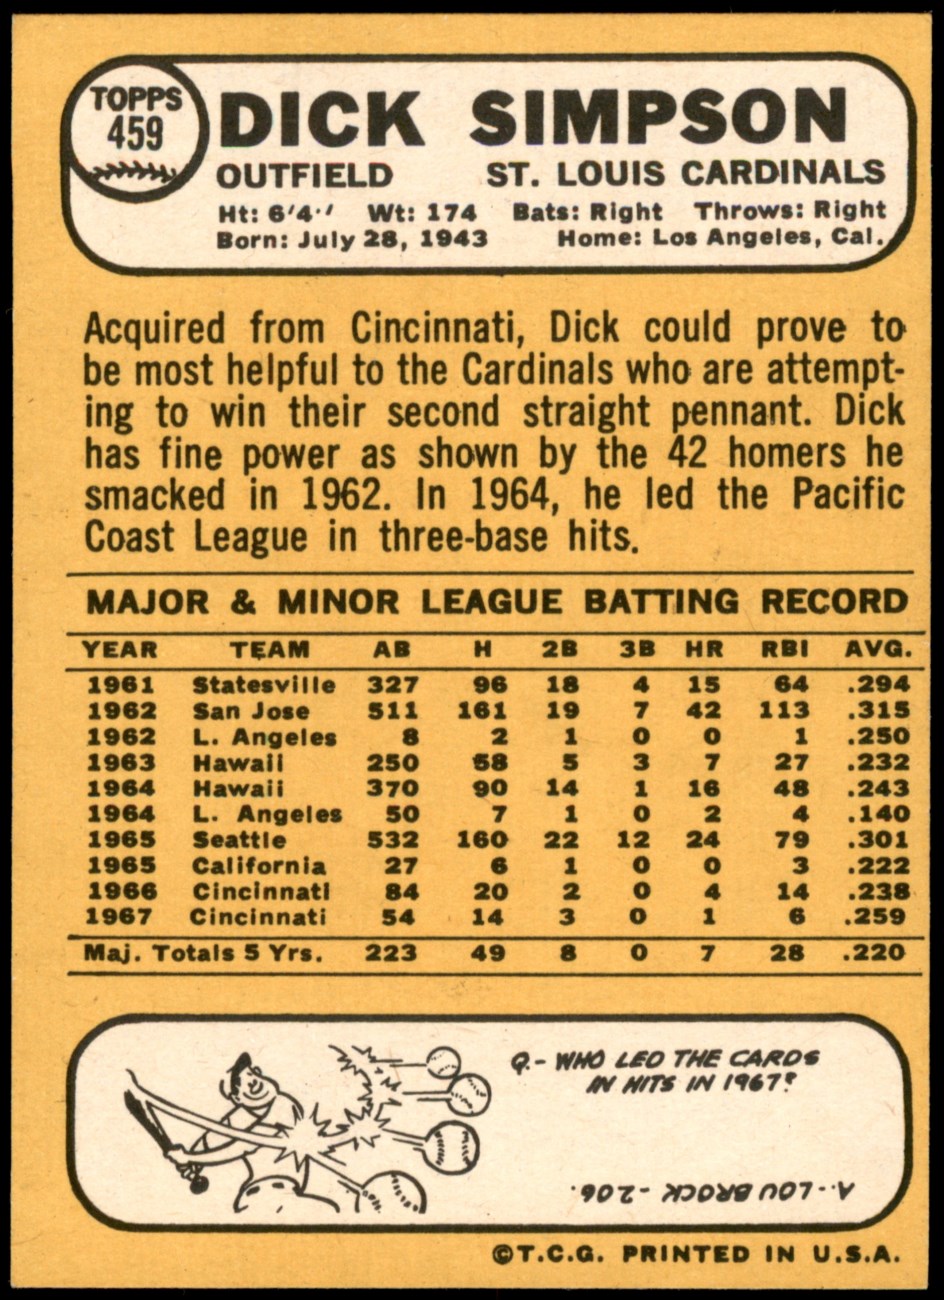 TOPPS
459
DICK SIMPSON
OUTFIELD ST. LOUIS CARDINALS
Ht: 6'4" Wt: 174 Bats: Right Throws: Right
Born: July 28, 1943 Home: Los Angeles, Cal.
Acquired from Cincinnati, Dick could prove to
be most helpful to the Cardinals who are attempt-
ing to win their second straight pennant. Dick
has fine power as shown by the 42 homers he
smacked in 1962. In 1964, he led the Pacific
Coast League in three-base hits.
MAJOR & MINOR LEAGUE BATTING RECORD
YEAR TEAM AB H 2B 3B HR RBI AVG.
1961 Statesville 327 96 18 4 15 64 .294
1962 San Jose 511 161 19 7 42 113 .315
1962 L. Angeles 8 2 1 0 0 1 .250
1963 Hawaii 250 58 5 3 7 27 .232
1964 Hawaii 370 90 14 1 16 48 .243
1964 L. Angeles 50 7 1 0 2 4 .140
1965 Seattle 532 160 22 12 24 79 .301
1965 California 27 6 1 0 0 3 .222
1966 Cincinnati 84 20 2 0 4 14 .238
1967 Cincinnati 54 14 3 0 1 6 .259
Maj. Totals 5 Yrs. 223 49 8 0 7 28 .220
Q.- WHO LED THE CARDS
IN HITS IN 1967?
A.- LOU BROCK - 206.
©T.C.G. PRINTED IN U.S.A.